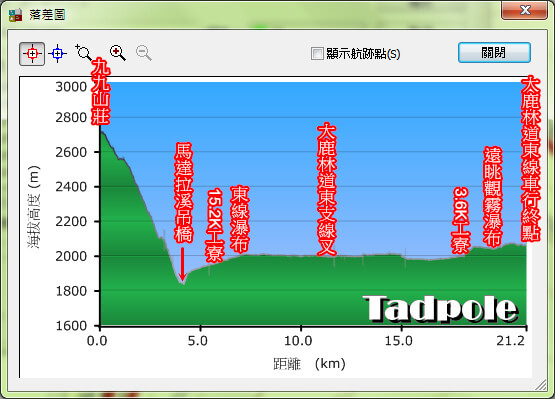 落差圖
顯示航跡點(S)
關閉
海拔高度 (m)
3000
2800
2600
2400
2200
2000
1800
1600
九九山莊
馬達拉溪吊橋
15.2K工寮
東線瀑布
大鹿林道東支線叉
3.6K工寮
遠眺觀霧瀑布
大鹿林道東線車行終點
Tadpole
0.0
5.0
10.0
15.0
21.2
距離 (km)